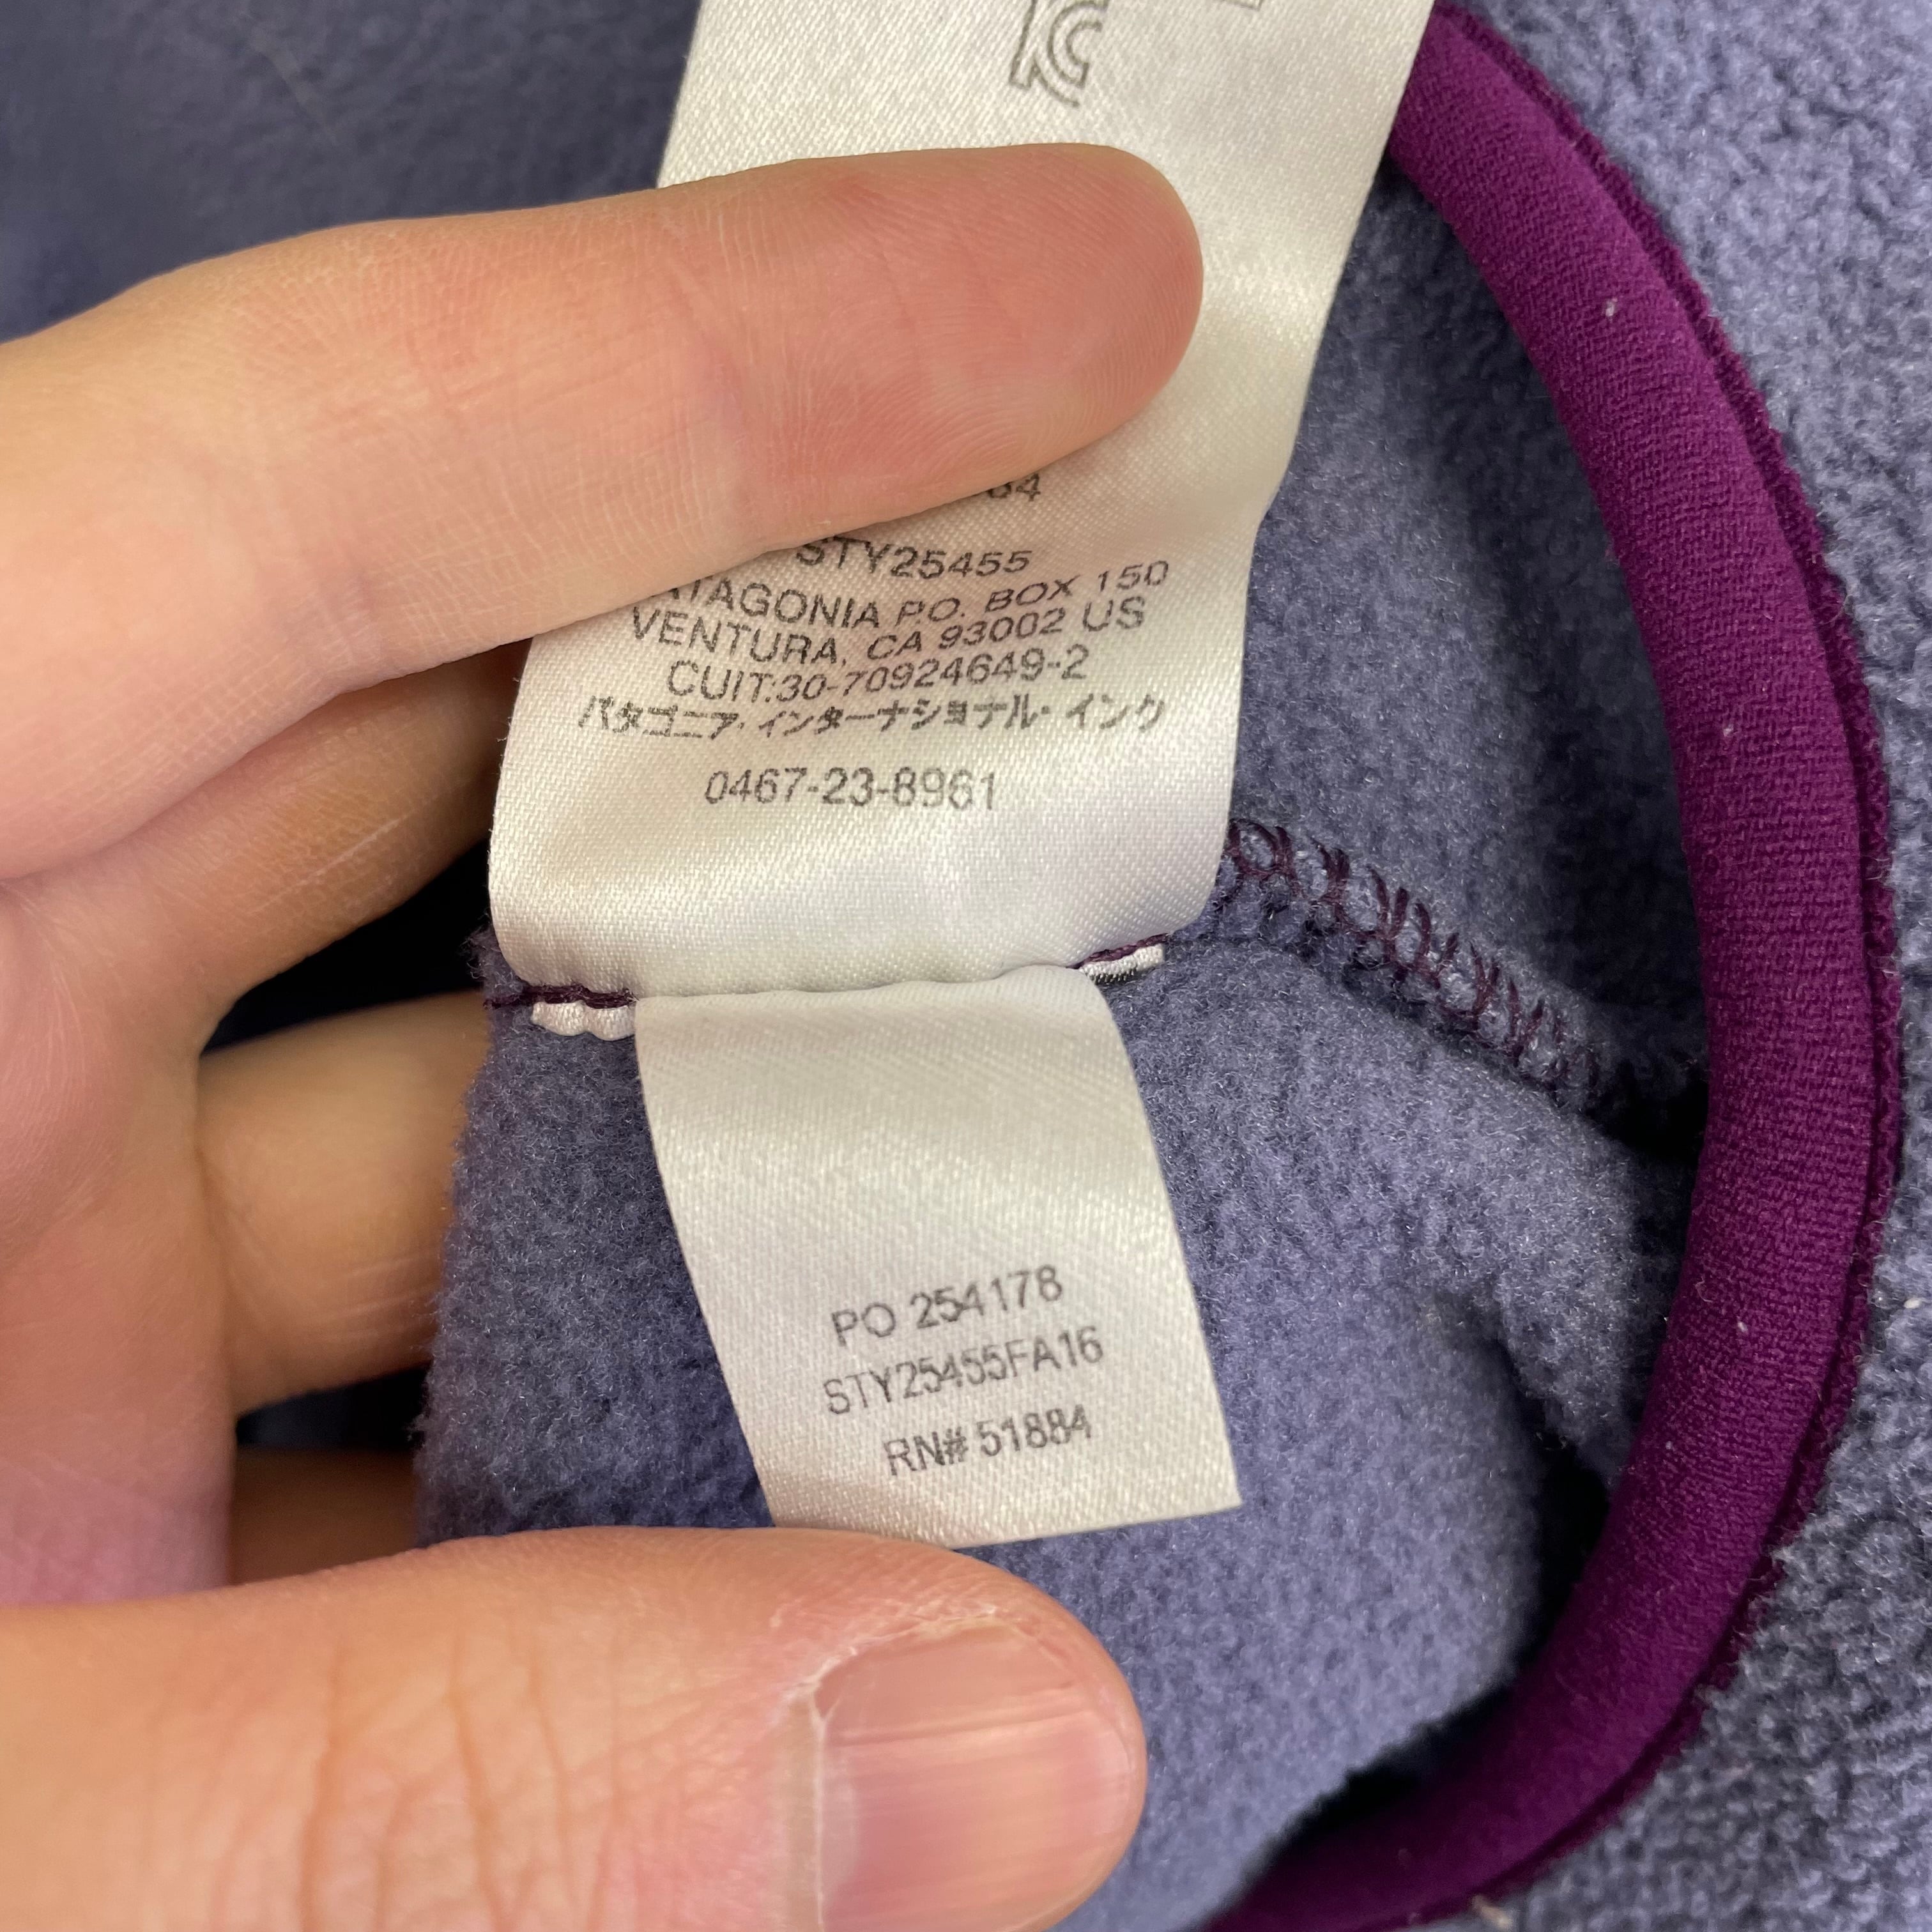 STY25455
PATAGONIA P.O. BOX 150
VENTURA, CA 93002 US
CUIT:30-70924649-2
パタゴニア・インターナショナル・インク
0467-23-8961
PO 254178
STY25455FA16
RN# 51884